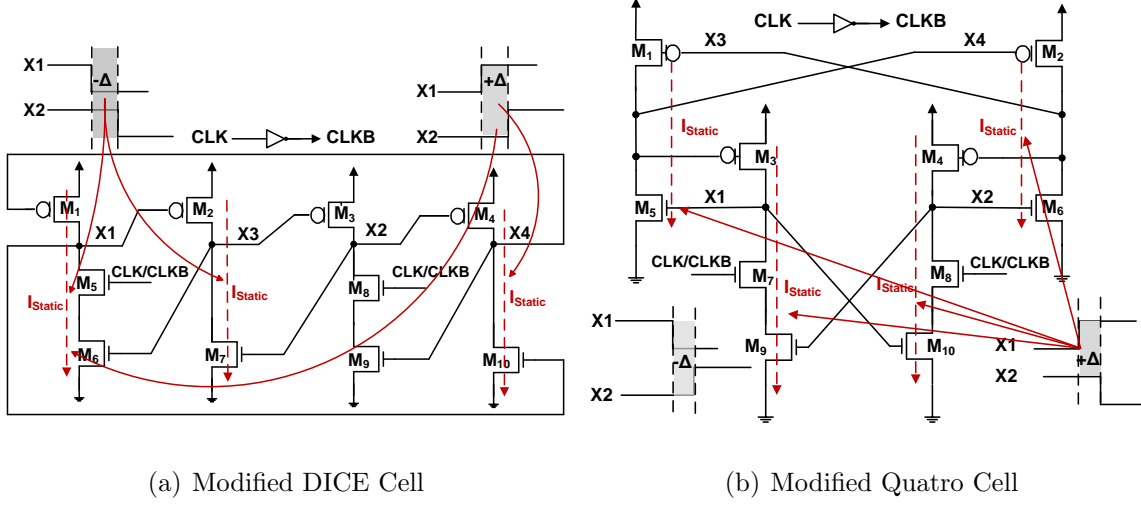 CLK CLKB
X3 X4
M1 M2
X1 -Δ +Δ
X1
X2 CLK CLKB X2
IStatic IStatic
M3 M4
M1 M2 M3 M4
X1 X3 X2 X4
M5 X1 X2 M6
CLK/CLKB CLK/CLKB
M5 M8
CLK/CLKB CLK/CLKB
M7 M8
IStatic IStatic IStatic
IStatic IStatic
X1 X1
-Δ +Δ
X2 X2
M6 M7 M9 M10
M9 M10
(a) Modified DICE Cell (b) Modified Quatro Cell